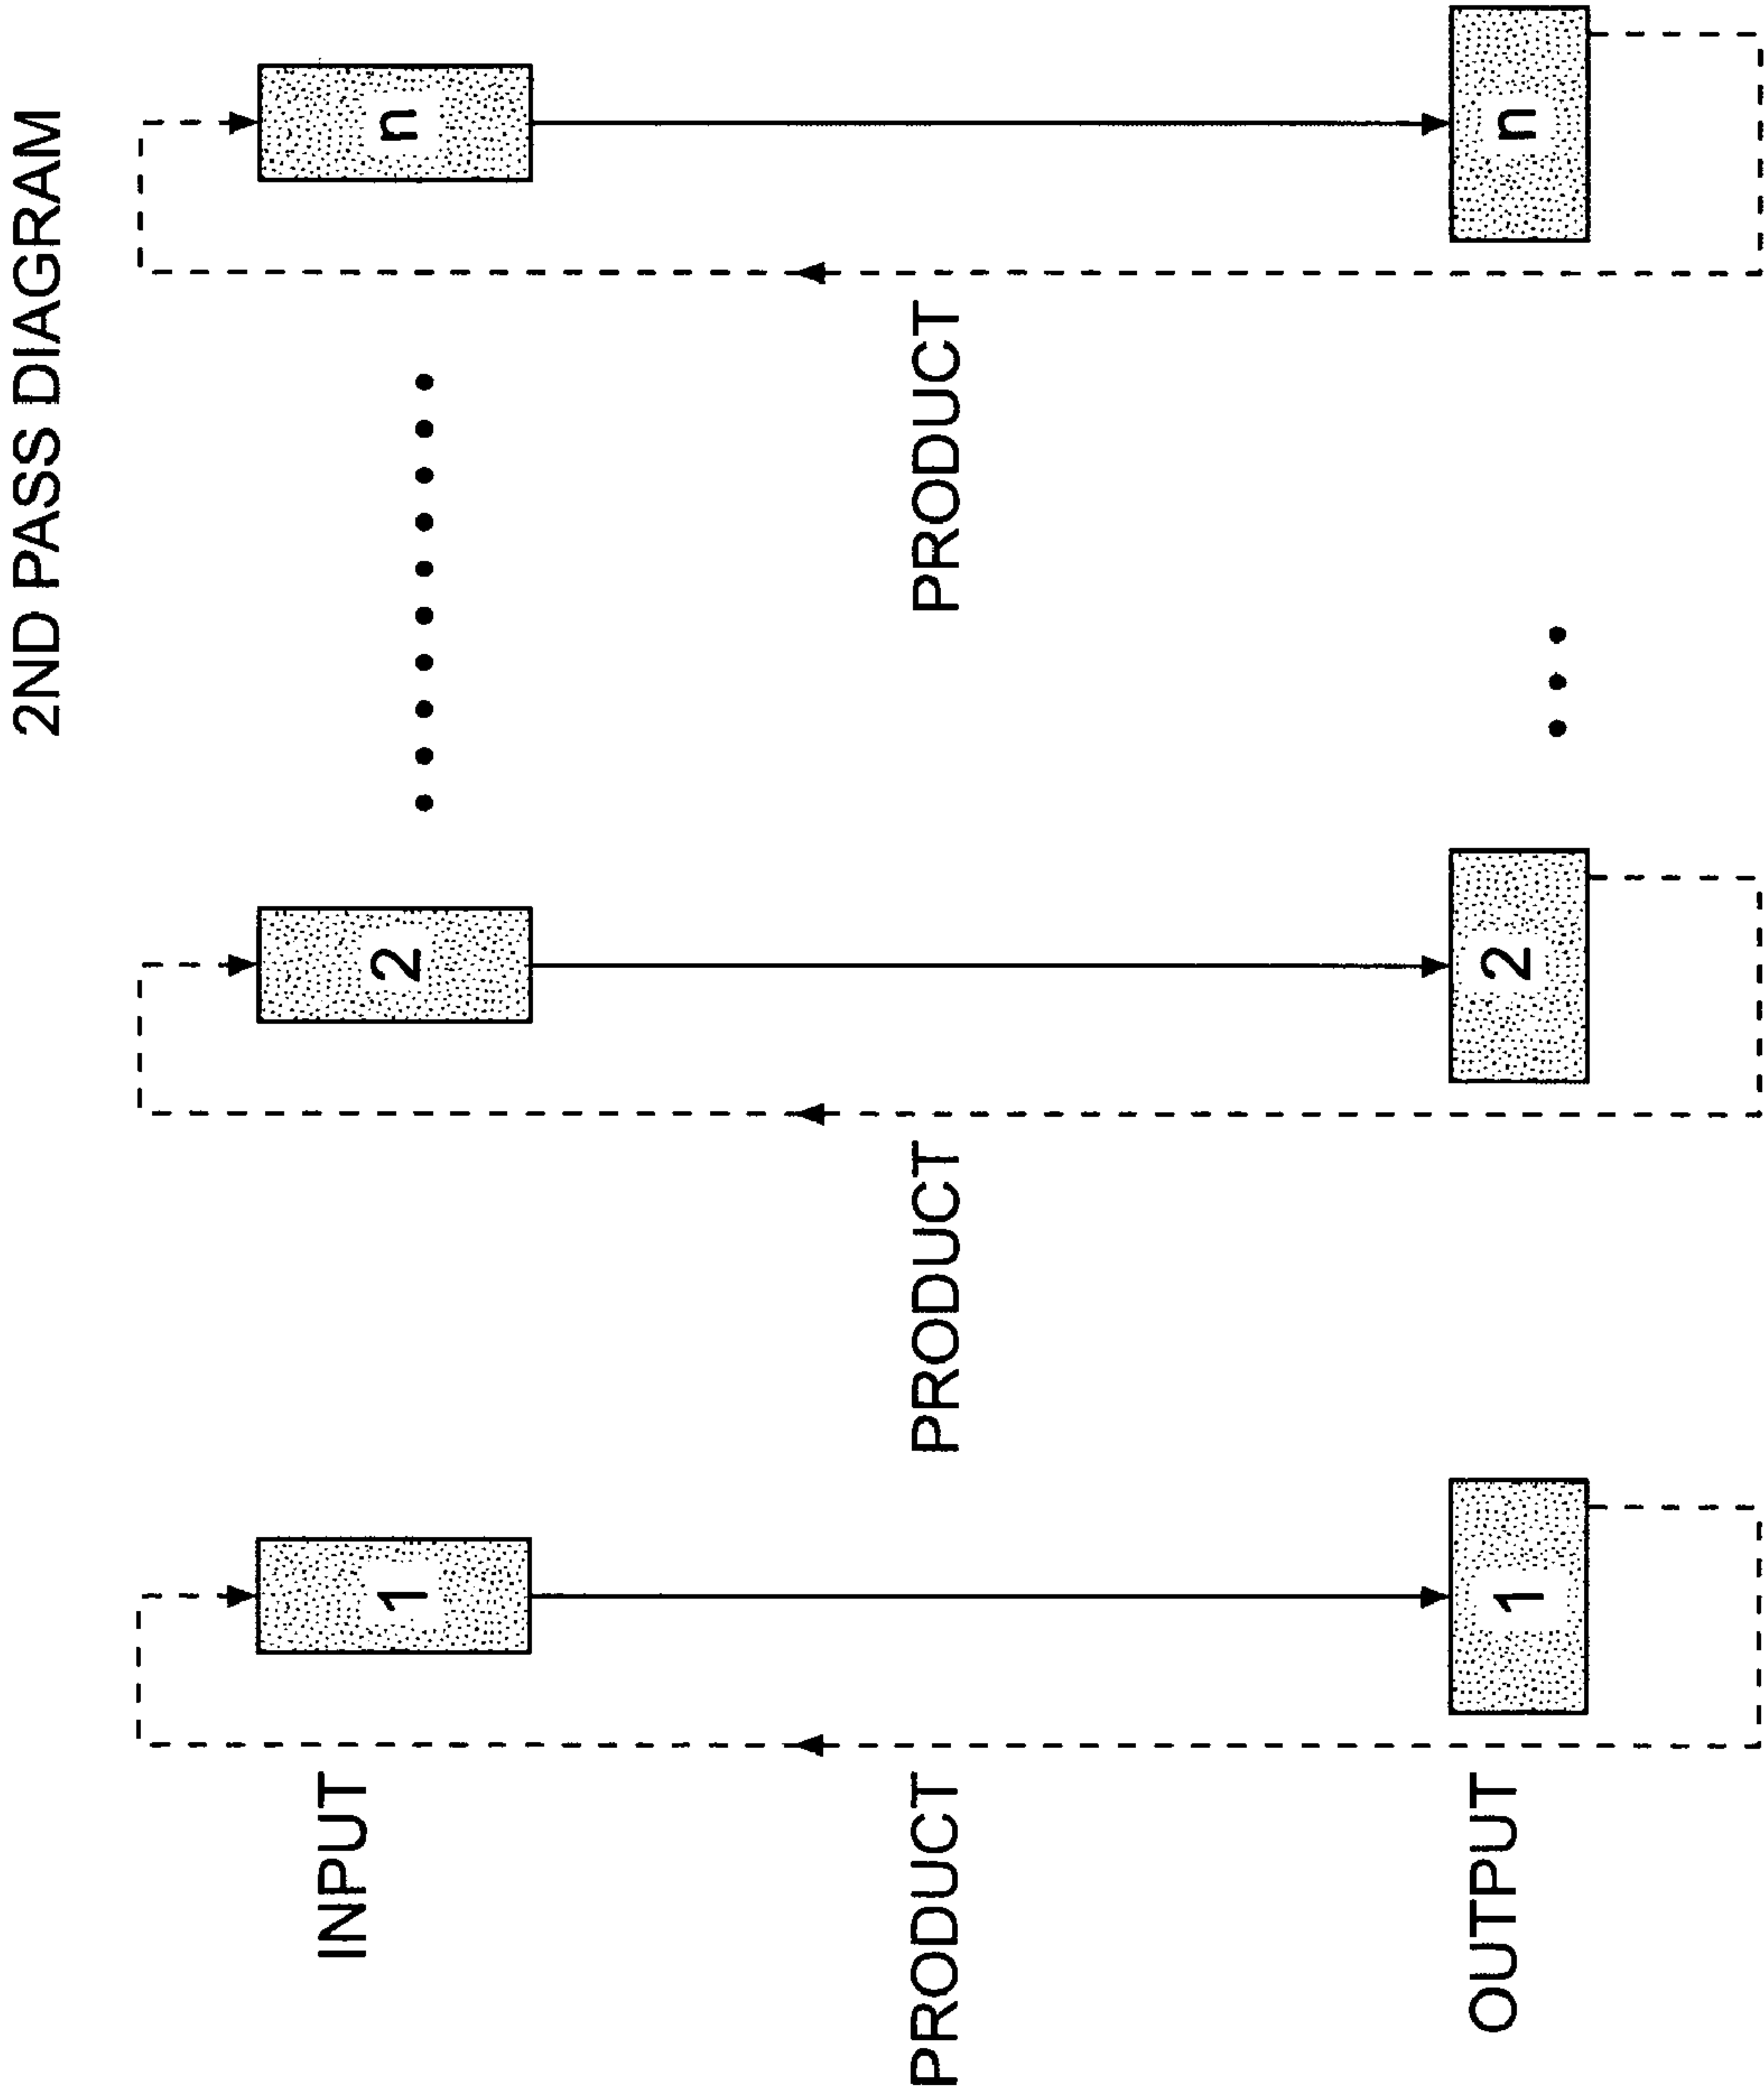 2ND PASS DIAGRAM
INPUT
1
2
n
PRODUCT
PRODUCT
PRODUCT
OUTPUT
1
2
n